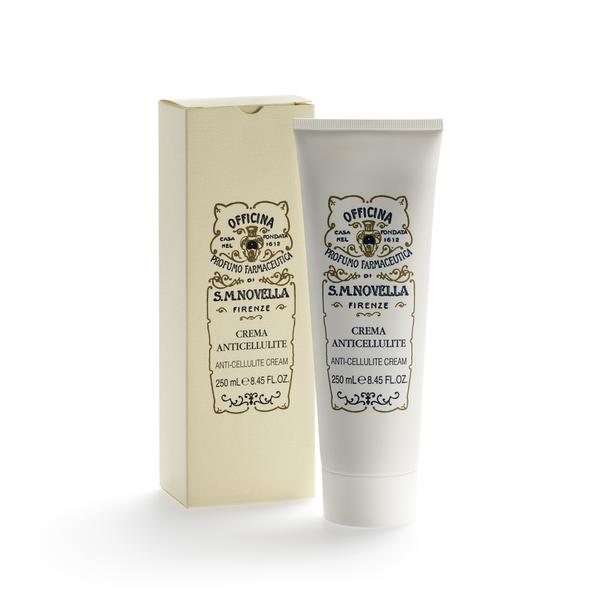 OFFICINA
CASA FONDATA
NEL 1612
PROFUMO FARMACEUTICA
DI
S.M.NOVELLA
FIRENZE
CREMA
ANTICELLULITE
ANTI-CELLULITE CREAM
250 mL ℮ 8.45 FL.OZ.
OFFICINA
CASA FONDATA
NEL 1612
PROFUMO FARMACEUTICA
DI
S.M.NOVELLA
FIRENZE
CREMA
ANTICELLULITE
ANTI-CELLULITE CREAM
250 mL ℮ 8.45 FL.OZ.